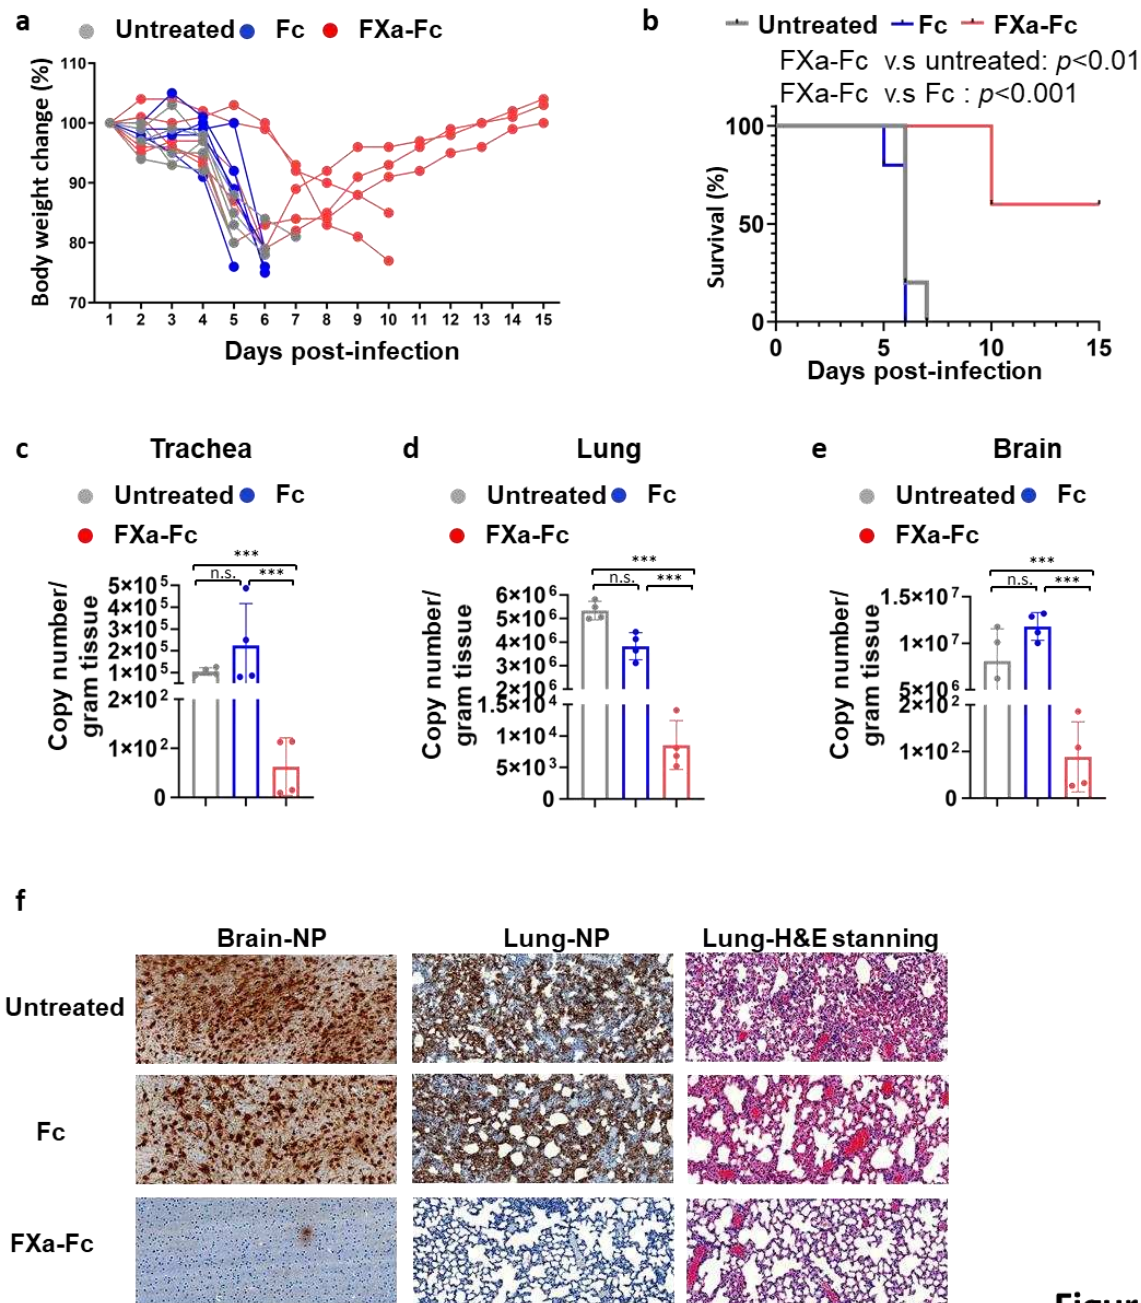 a
Untreated Fc FXa-Fc
Body weight change (%)
110
100
90
80
70
1 2 3 4 5 6 7 8 9 10 11 12 13 14 15
Days post-infection
b
Untreated Fc FXa-Fc
FXa-Fc v.s untreated: p<0.01
FXa-Fc v.s Fc : p<0.001
Survival (%)
100
50
0
0 5 10 15
Days post-infection
c Trachea
Untreated Fc
FXa-Fc
***
n.s. ***
Copy number/
gram tissue
5×10⁵
4×10⁵
3×10⁵
2×10⁵
1×10⁵
2×10²
1×10²
0
d Lung
Untreated Fc
FXa-Fc
***
n.s. ***
Copy number/
gram tissue
6×10⁶
5×10⁶
4×10⁶
3×10⁶
2×10⁶
1.5×10⁴
1×10⁴
5×10³
0
e Brain
Untreated Fc
FXa-Fc
***
n.s. ***
Copy number/
gram tissue
1.5×10⁷
1×10⁷
5×10⁶
2×10²
1×10²
0
f
Brain-NP Lung-NP Lung-H&E stanning
Untreated
Fc
FXa-Fc